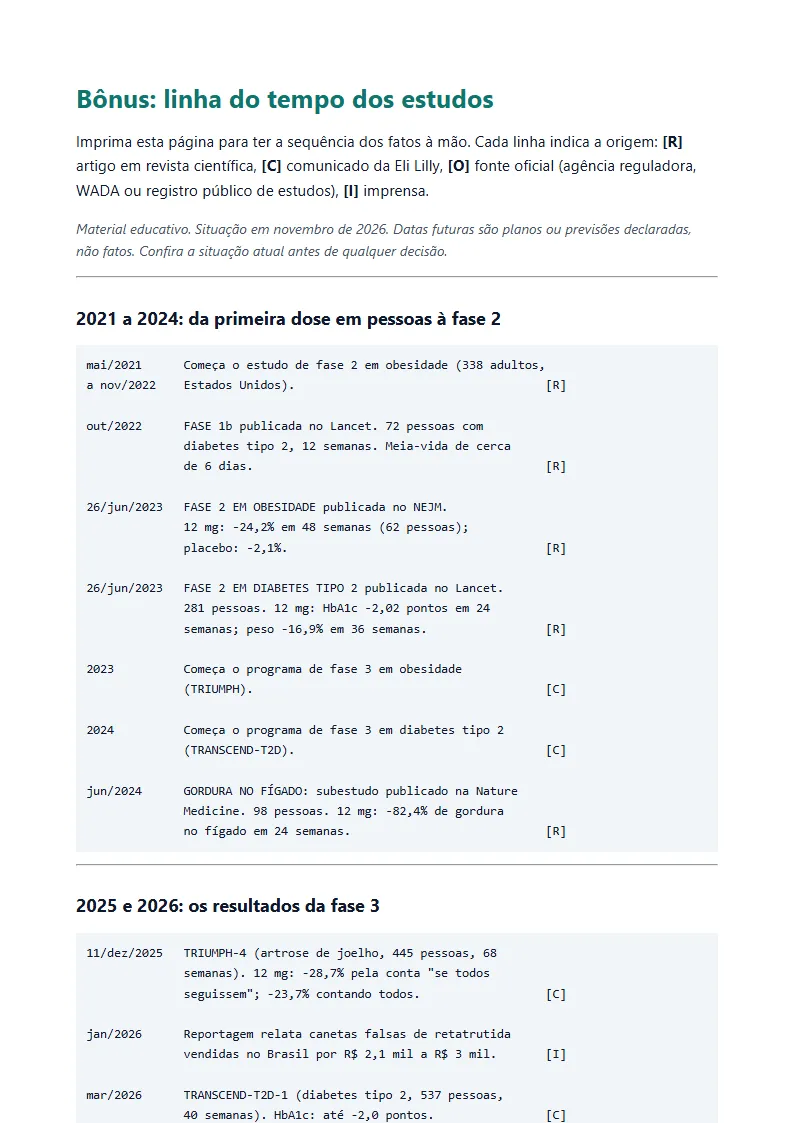 Bônus: linha do tempo dos estudos
Imprima esta página para ter a sequência dos fatos à mão. Cada linha indica a origem: [R]
artigo em revista científica, [C] comunicado da Eli Lilly, [O] fonte oficial (agência reguladora,
WADA ou registro público de estudos), [I] imprensa.
Material educativo. Situação em novembro de 2026. Datas futuras são planos ou previsões declaradas,
não fatos. Confira a situação atual antes de qualquer decisão.
2021 a 2024: da primeira dose em pessoas à fase 2
mai/2021 Começa o estudo de fase 2 em obesidade (338 adultos,
a nov/2022 Estados Unidos). [R]
out/2022 FASE 1b publicada no Lancet. 72 pessoas com
diabetes tipo 2, 12 semanas. Meia-vida de cerca
de 6 dias. [R]
26/jun/2023 FASE 2 EM OBESIDADE publicada no NEJM.
12 mg: -24,2% em 48 semanas (62 pessoas);
placebo: -2,1%. [R]
26/jun/2023 FASE 2 EM DIABETES TIPO 2 publicada no Lancet.
281 pessoas. 12 mg: HbA1c -2,02 pontos em 24
semanas; peso -16,9% em 36 semanas. [R]
2023 Começa o programa de fase 3 em obesidade
(TRIUMPH). [C]
2024 Começa o programa de fase 3 em diabetes tipo 2
(TRANSCEND-T2D). [C]
jun/2024 GORDURA NO FÍGADO: subestudo publicado na Nature
Medicine. 98 pessoas. 12 mg: -82,4% de gordura
no fígado em 24 semanas. [R]
2025 e 2026: os resultados da fase 3
11/dez/2025 TRIUMPH-4 (artrose de joelho, 445 pessoas, 68
semanas). 12 mg: -28,7% pela conta "se todos
seguissem"; -23,7% contando todos. [C]
jan/2026 Reportagem relata canetas falsas de retatrutida
vendidas no Brasil por R$ 2,1 mil a R$ 3 mil. [I]
mar/2026 TRANSCEND-T2D-1 (diabetes tipo 2, 537 pessoas,
40 semanas). HbA1c: até -2,0 pontos. [C]